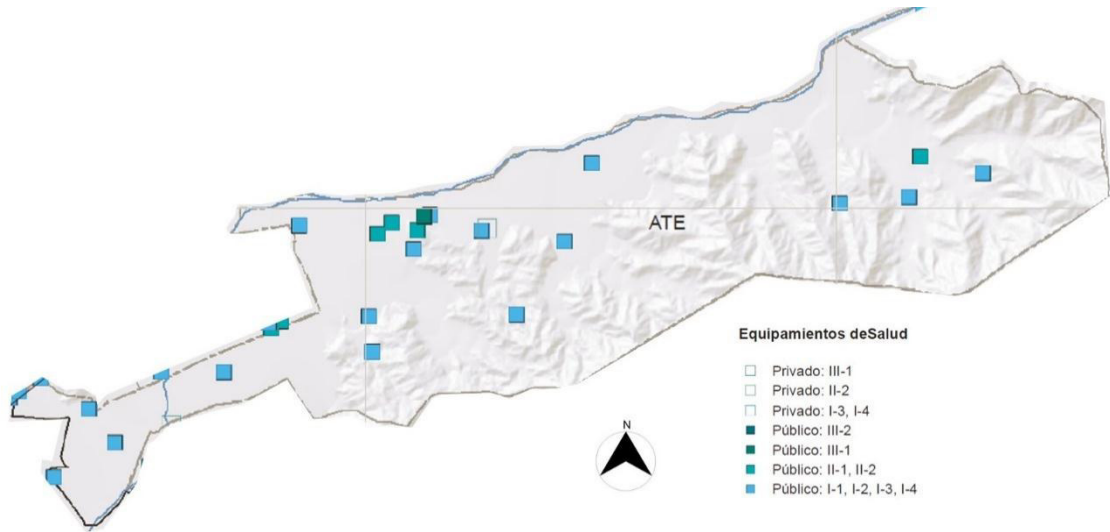 ATE
Equipamientos deSalud
Privado: III-1
Privado: II-2
Privado: I-3, I-4
Público: III-2
Público: III-1
Público: II-1, II-2
Público: I-1, I-2, I-3, I-4
N